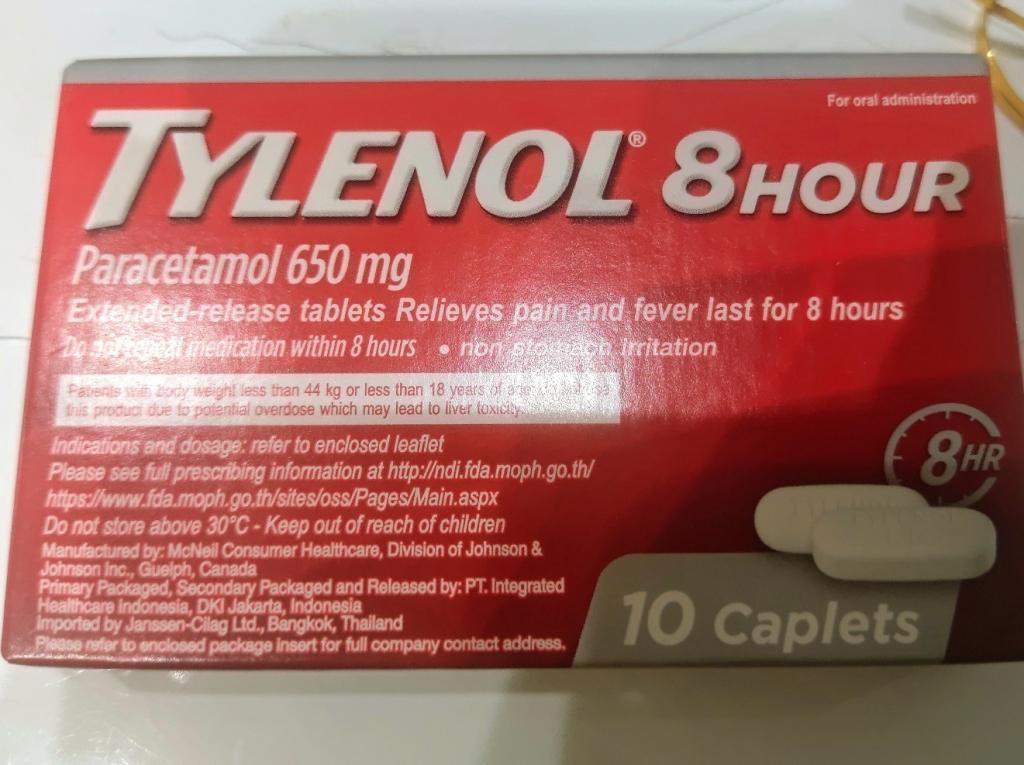 For oral administration
TYLENOL® 8 HOUR
Paracetamol 650 mg
Extended-release tablets Relieves pain and fever last for 8 hours
Do not repeat medication within 8 hours • non stomach irritation
Patients with body weight less than 44 kg or less than 18 years of
this product due to potential overdose which may lead to liver toxicity.
Indications and dosage: refer to enclosed leaflet
Please see full prescribing information at http://ndi.fda.moph.go.th/
https://www.fda.moph.go.th/sites/oss/Pages/Main.aspx
Do not store above 30°C - Keep out of reach of children
8 HR
Manufactured by: McNeil Consumer Healthcare, Division of Johnson &
Johnson Inc., Guelph, Canada
Primary Packaged, Secondary Packaged and Released by: PT. Integrated
Healthcare Indonesia, DKI Jakarta, Indonesia
Imported by Janssen-Cilag Ltd., Bangkok, Thailand
Please refer to enclosed package insert for full company contact address.
10 Caplets